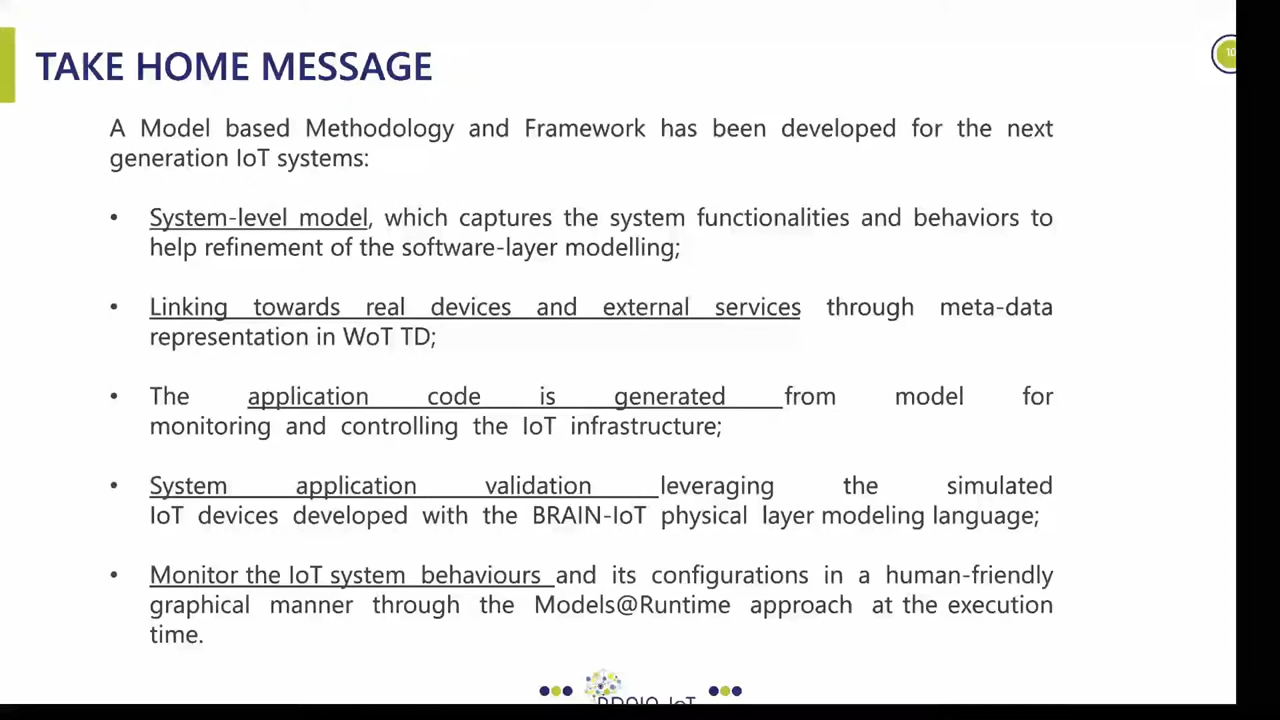 TAKE HOME MESSAGE
10
A Model based Methodology and Framework has been developed for the next
generation IoT systems:
• System-level model, which captures the system functionalities and behaviors to
help refinement of the software-layer modelling;
• Linking towards real devices and external services through meta-data
representation in WoT TD;
• The application code is generated from model for
monitoring and controlling the IoT infrastructure;
• System application validation leveraging the simulated
IoT devices developed with the BRAIN-IoT physical layer modeling language;
• Monitor the IoT system behaviours and its configurations in a human-friendly
graphical manner through the Models@Runtime approach at the execution
time.
BRAIN-IoT